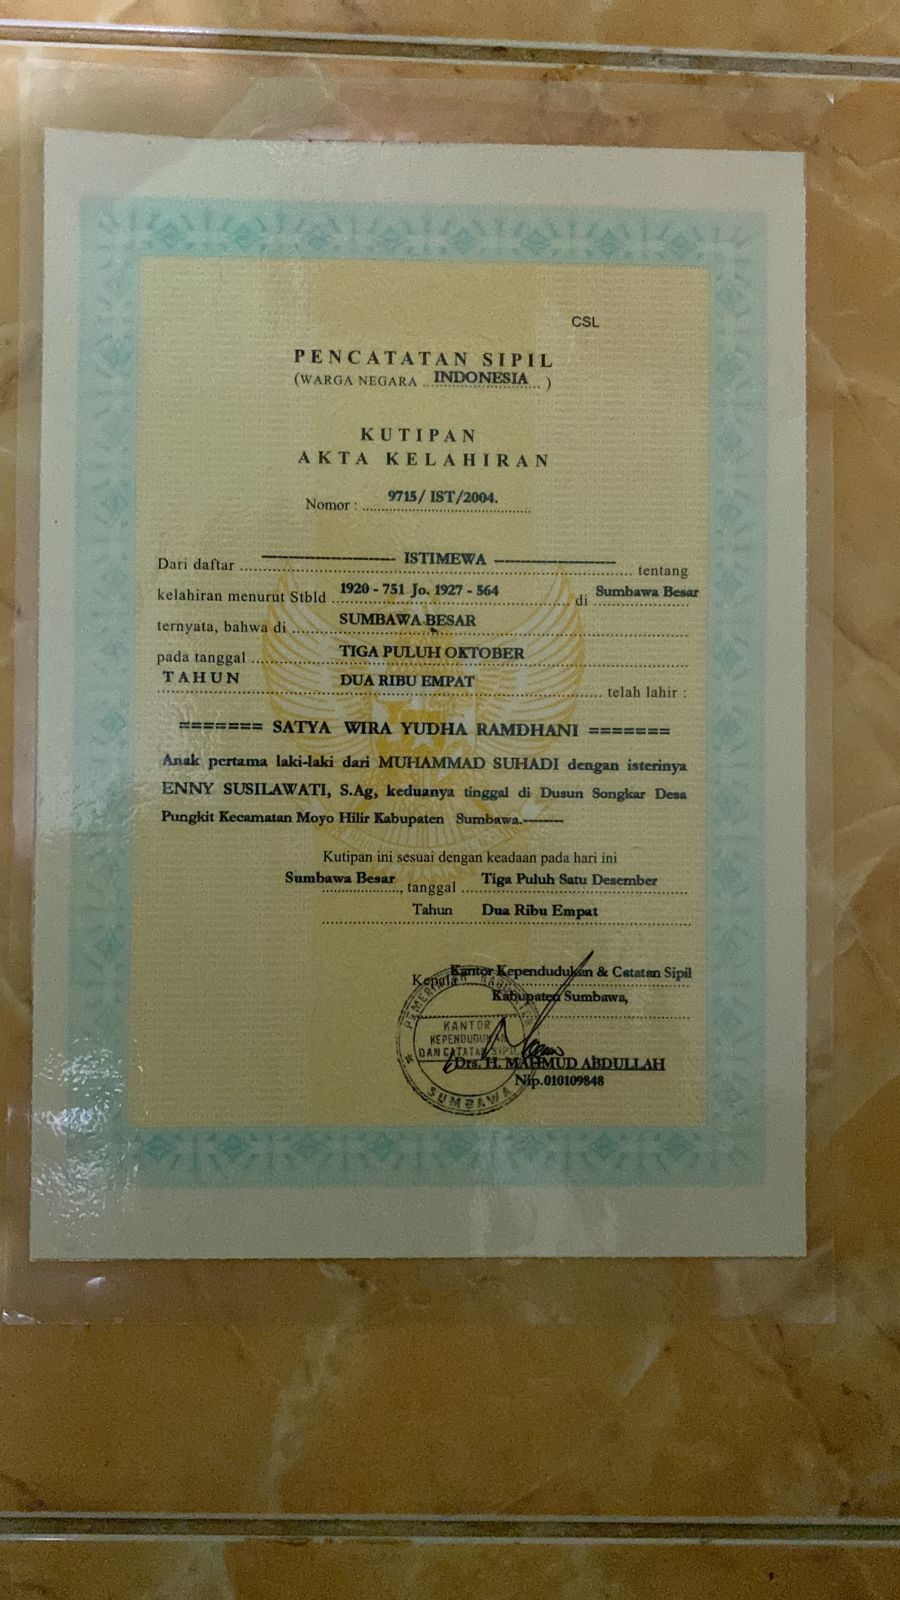 CSL
PENCATATAN SIPIL
(WARGA NEGARA INDONESIA)
KUTIPAN
AKTA KELAHIRAN
Nomor : 9715/ IST/2004.
Dari daftar ISTIMEWA tentang
kelahiran menurut Stbld 1920 - 751 Jo. 1927 - 564 di Sumbawa Besar
ternyata, bahwa di SUMBAWA BESAR
pada tanggal TIGA PULUH OKTOBER
TAHUN DUA RIBU EMPAT telah lahir :
======= SATYA WIRA YUDHA RAMDHANI =======
Anak pertama laki-laki dari MUHAMMAD SUHADI dengan isterinya
ENNY SUSILAWATI, S.Ag, keduanya tinggal di Dusun Songkar Desa
Pungkit Kecamatan Moyo Hilir Kabupaten Sumbawa.-------
Kutipan ini sesuai dengan keadaan pada hari ini
Sumbawa Besar, tanggal Tiga Puluh Satu Desember
Tahun Dua Ribu Empat
Kepala Kantor Kependudukan & Catatan Sipil
Kabupaten Sumbawa,
PEMERINTAH KABUPATEN
KANTOR
KEPENDUDUKAN
DAN CATATAN SIPIL
SUMBAWA
Drs. H. MAHMUD ABDULLAH
Nip.010109848